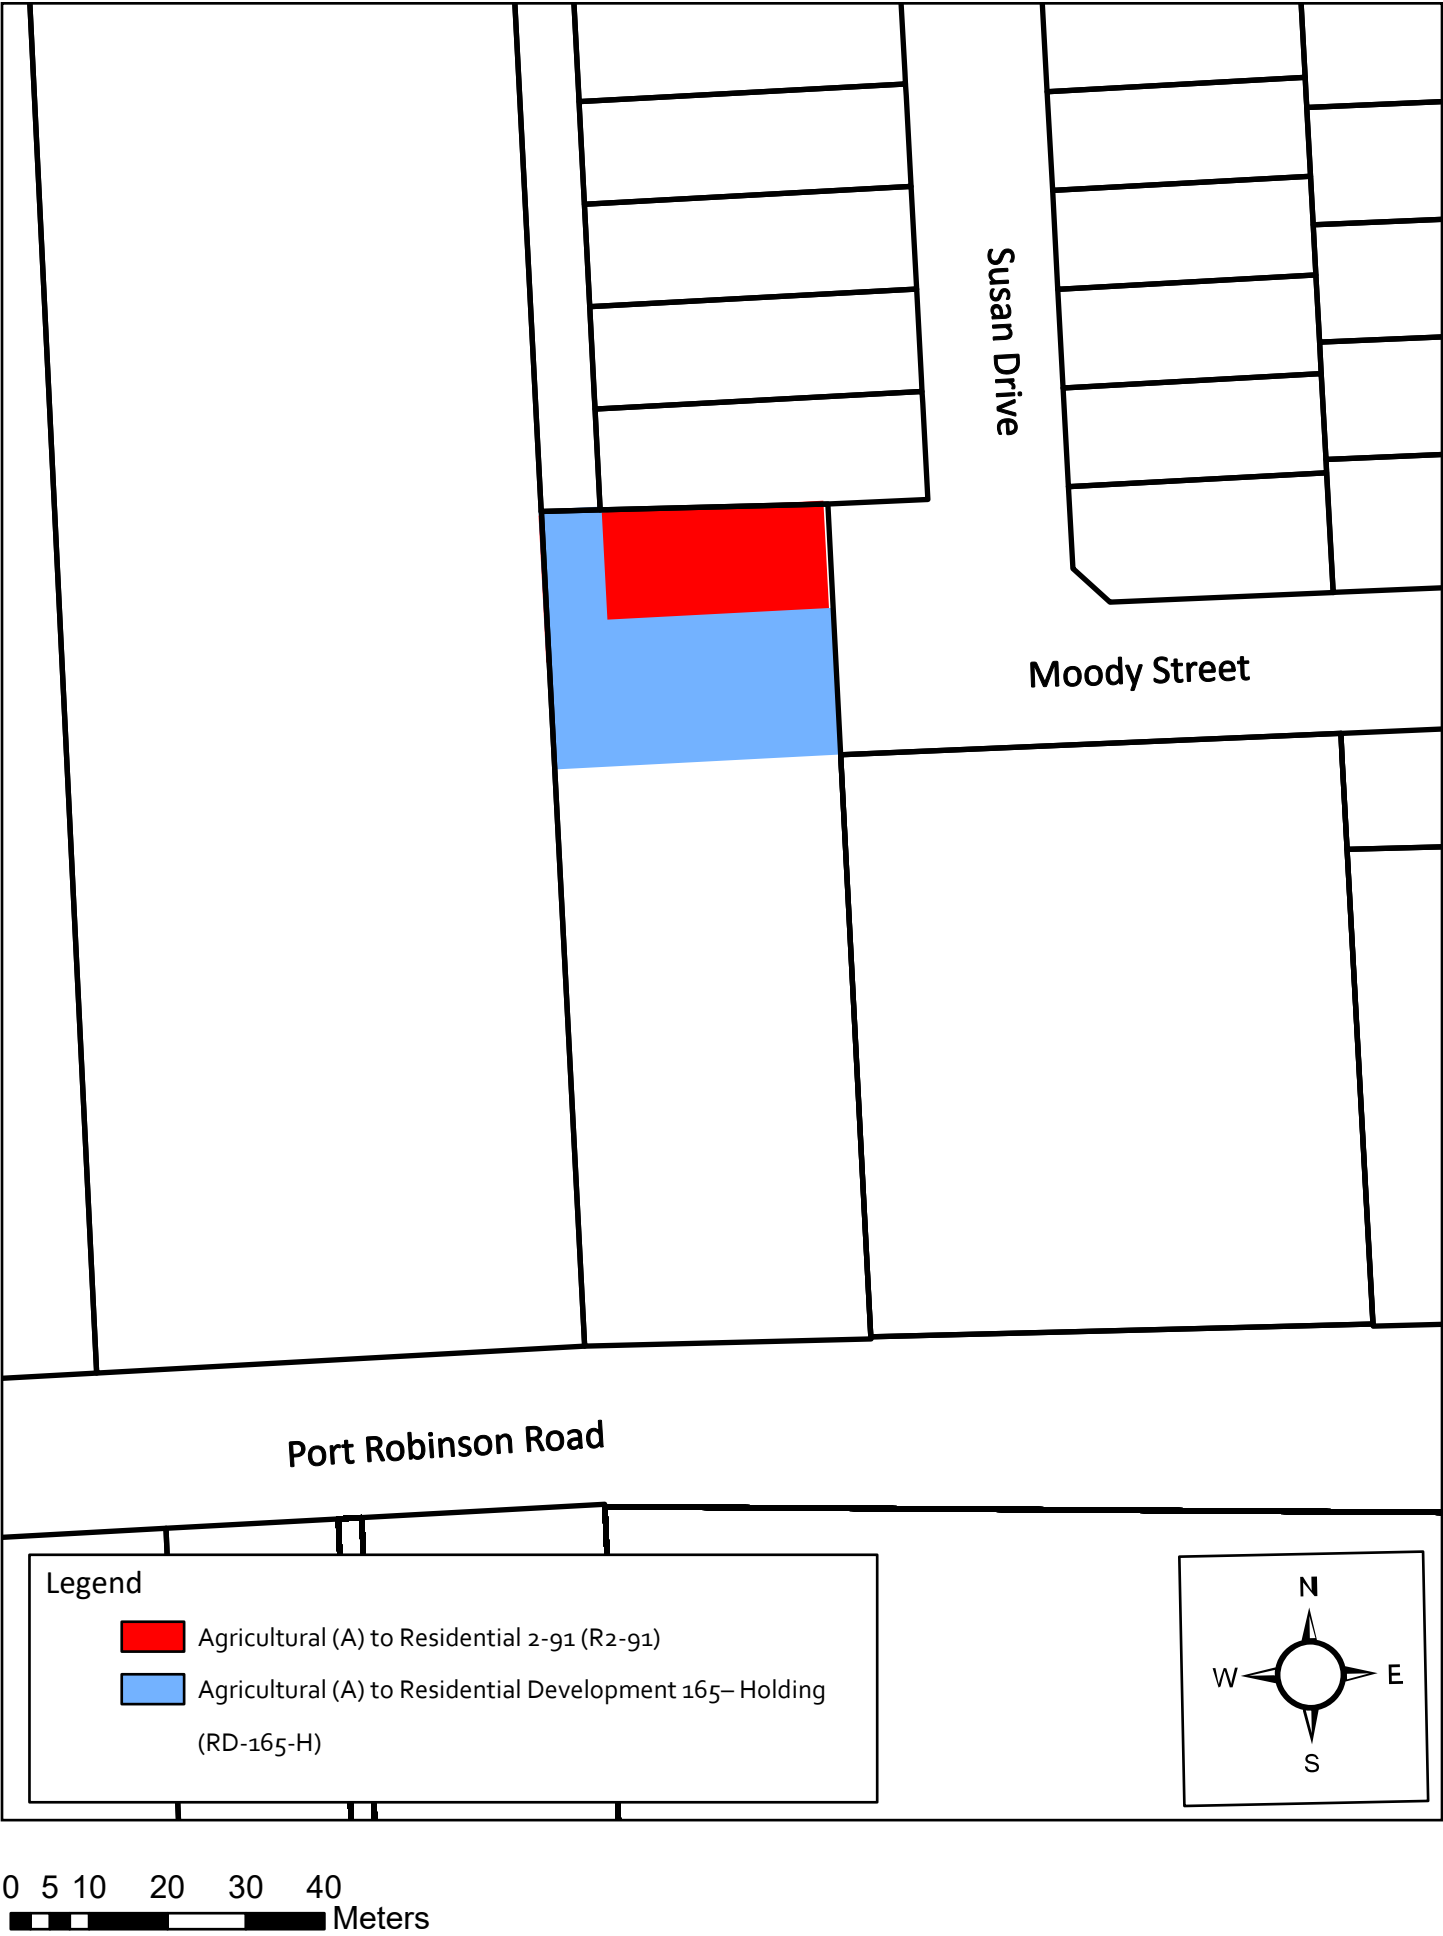 Susan Drive
Moody Street
Port Robinson Road
Legend
Agricultural (A) to Residential 2-91 (R2-91)
Agricultural (A) to Residential Development 165– Holding
(RD-165-H)
N
W E
S
0 5 10 20 30 40
Meters